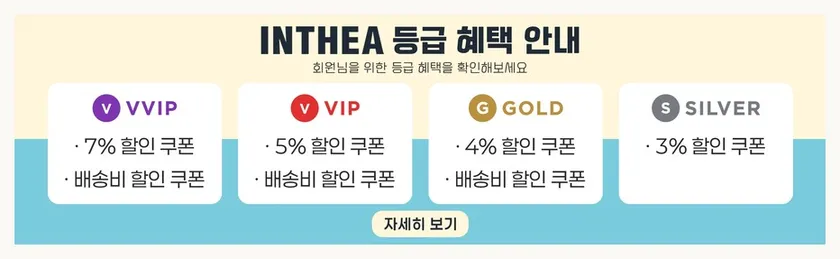 INTHEA 등급 혜택 안내
회원님을 위한 등급 혜택을 확인해보세요
V VVIP
· 7% 할인 쿠폰
· 배송비 할인 쿠폰
V VIP
· 5% 할인 쿠폰
· 배송비 할인 쿠폰
G GOLD
· 4% 할인 쿠폰
· 배송비 할인 쿠폰
S SILVER
· 3% 할인 쿠폰
자세히 보기